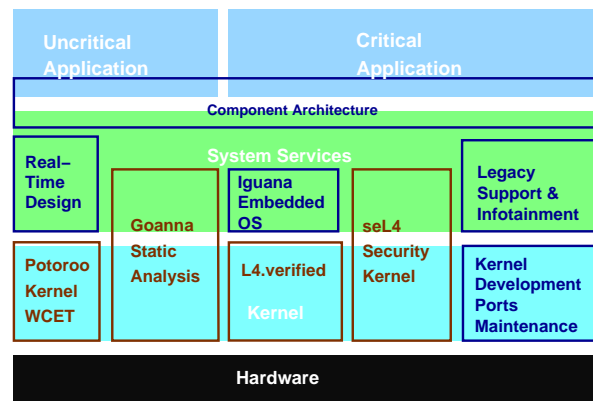 Uncritical
Application
Critical
Application
Component Architecture
System Services
Real–
Time
Design
Goanna
Static
Analysis
Iguana
Embedded
OS
seL4
Security
Kernel
Legacy
Support &
Infotainment
Potoroo
Kernel
WCET
L4.verified
Kernel
Kernel
Development
Ports
Maintenance
Hardware